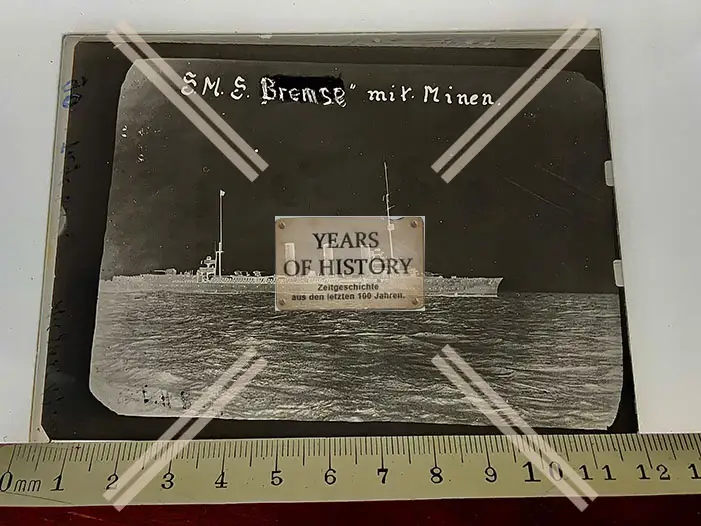 S.M.S. Bremse" mit Minen.
YEARS
OF HISTORY
Zeitgeschichte
aus den letzten 100 Jahren.
0mm 1 2 3 4 5 6 7 8 9 10 11 12 1